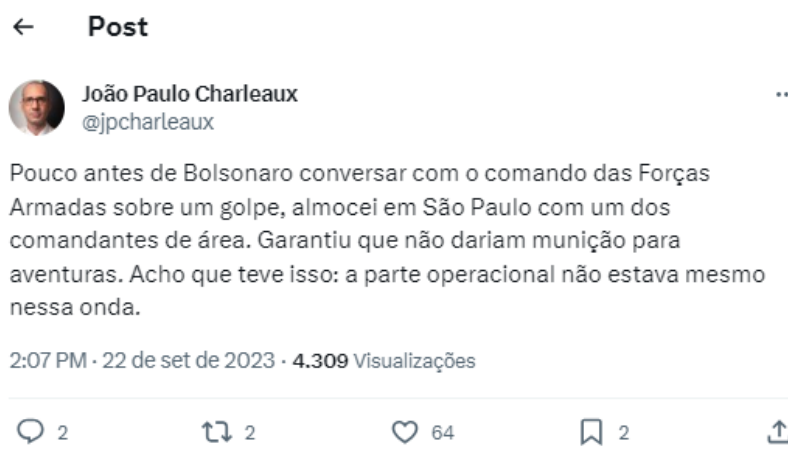 Post
João Paulo Charleaux
@jpcharleaux
Pouco antes de Bolsonaro conversar com o comando das Forças
Armadas sobre um golpe, almocei em São Paulo com um dos
comandantes de área. Garantiu que não dariam munição para
aventuras. Acho que teve isso: a parte operacional não estava mesmo
nessa onda.
2:07 PM · 22 de set de 2023 · 4.309 Visualizações
2 2 64 2